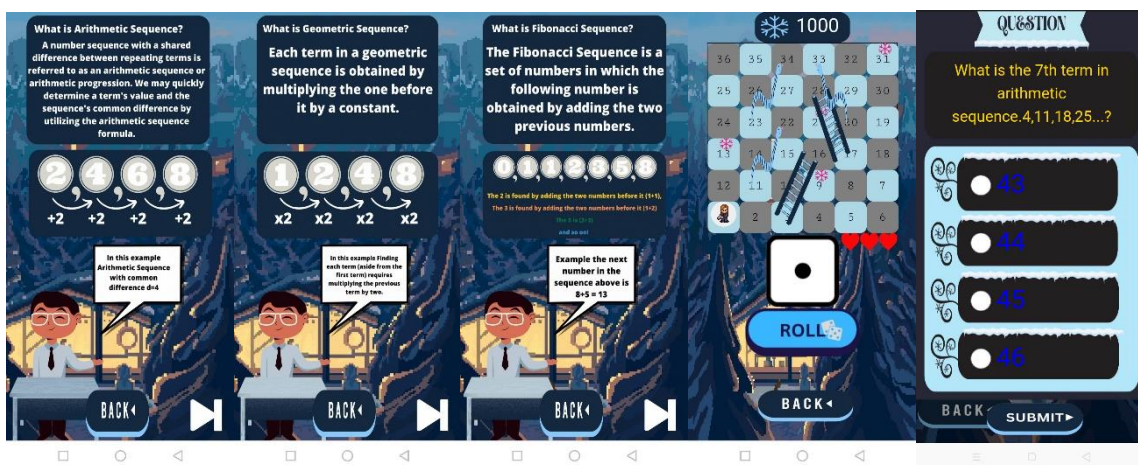 What is Arithmetic Sequence?
A number sequence with a shared
difference between repeating terms is
referred to as an arithmetic sequence or
arithmetic progression. We may quickly
determine a term's value and the
sequence's common difference by
utilizing the arithmetic sequence
formula.
2, 4, 6, 8
+2 +2 +2 +2
In this example
Arithmetic Sequence
with common
difference d=4
BACK
What is Geometric Sequence?
Each term in a geometric
sequence is obtained by
multiplying the one before
it by a constant.
1, 2, 4, 8
x2 x2 x2 x2
In this example finding
each term (aside from the
first term) requires
multiplying the previous
term by two.
BACK
What is Fibonacci Sequence?
The Fibonacci Sequence is a
set of numbers in which the
following number is
obtained by adding the two
previous numbers.
0,1,1,2,3,5,8
The 2 is found by adding the two numbers before it (1+1),
The 3 is found by adding the two numbers before it (1+2)
and so on!
Example the next
number in the
sequence above is
8+5 = 13
BACK
1000
36 35 34 33 32 31
25 26 27 28 29 30
24 23 22 21 20 19
13 14 15 16 17 18
12 11 9 8 7
2 4 5 6
ROLL
BACK
QUESTION
What is the 7th term in
arithmetic
sequence.4,11,18,25...?
43
44
45
46
BACK
SUBMIT